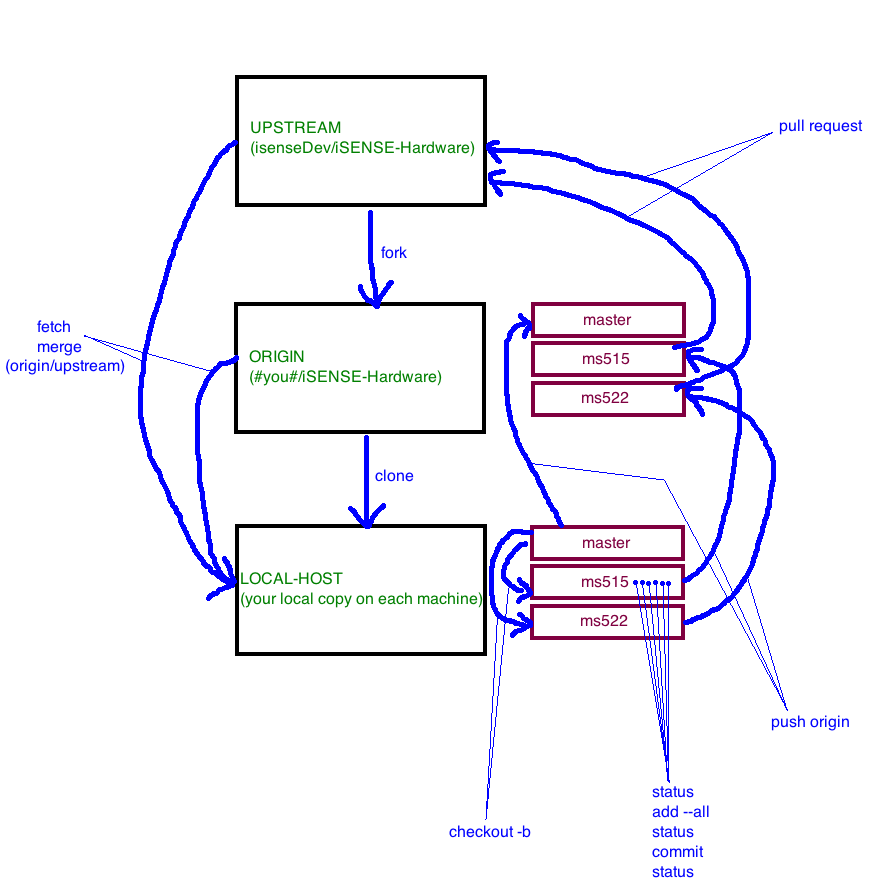 UPSTREAM
(isenseDev/iSENSE-Hardware)
pull request
fork
fetch
merge
(origin/upstream)
ORIGIN
(#you#/iSENSE-Hardware)
master
ms515
ms522
clone
LOCAL-HOST
(your local copy on each machine)
master
ms515
ms522
push origin
checkout -b
status
add --all
status
commit
status